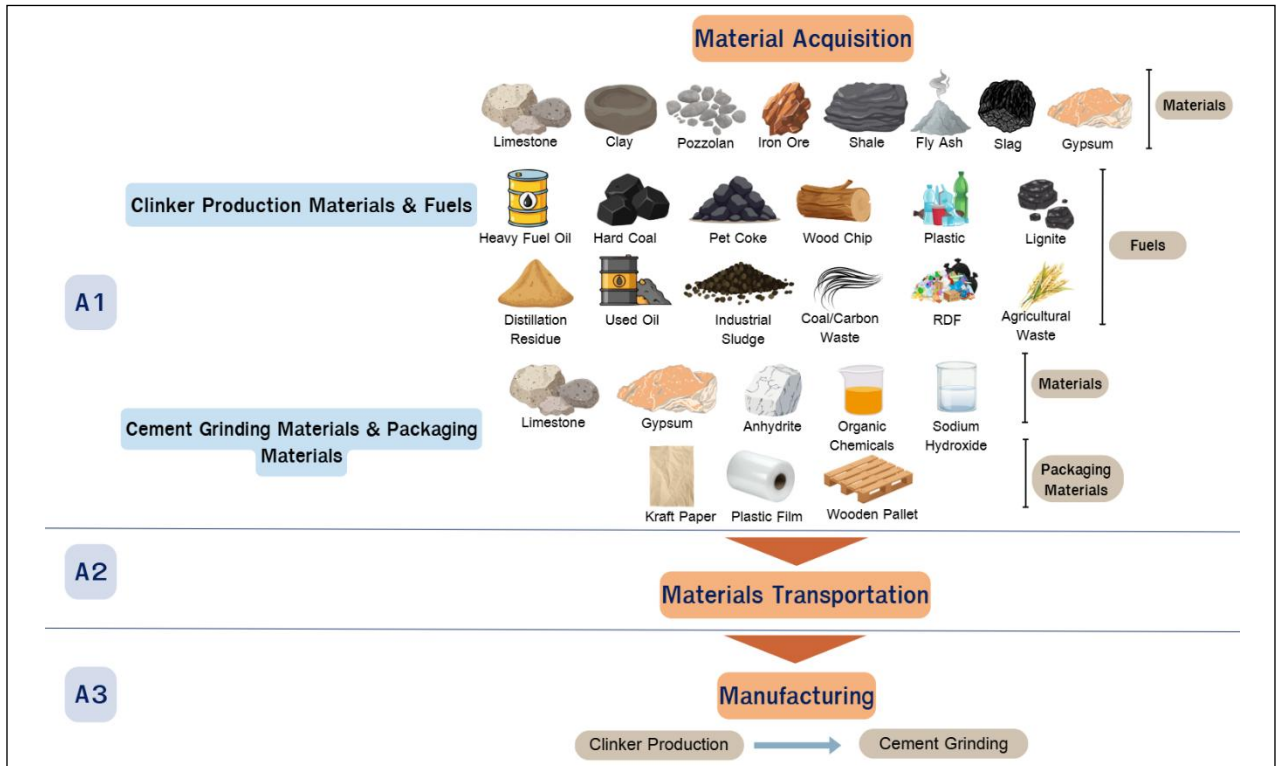 Material Acquisition
Materials
Limestone
Clay
Pozzolan
Iron Ore
Shale
Fly Ash
Slag
Gypsum
Clinker Production Materials & Fuels
Heavy Fuel Oil
Hard Coal
Pet Coke
Wood Chip
Plastic
Lignite
Fuels
A1
Distillation
Residue
Used Oil
Industrial
Sludge
Coal/Carbon
Waste
RDF
Agricultural
Waste
Materials
Cement Grinding Materials & Packaging
Materials
Limestone
Gypsum
Anhydrite
Organic
Chemicals
Sodium
Hydroxide
Packaging
Materials
Kraft Paper
Plastic Film
Wooden Pallet
A2
Materials Transportation
A3
Manufacturing
Clinker Production
Cement Grinding